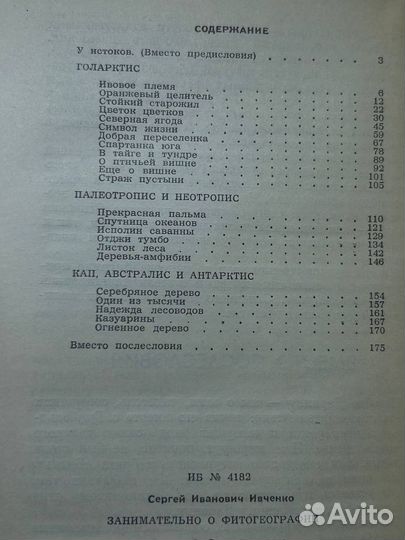 СОДЕРЖАНИЕ
У истоков. (Вместо предисловия) . . . . 3
ГОЛАРКТИС
Ивовое племя 6
Оранжевый целитель 12
Стойкий старожил 22
Цветок цветков 30
Северная ягода 45
Символ жизни 59
Добрая переселенка 67
Спартанка юга 78
В тайге и тундре 89
О птичьей вишне 92
Еще о вишне 101
Страж пустыни 105
ПАЛЕОТРОПИС И НЕОТРОПИС
Прекрасная пальма 110
Спутница океанов 121
Исполин саванны 129
Отджи тумбо 134
Листок леса 142
Деревья-амфибии 146
КАП, АВСТРАЛИС И АНТАРКТИС
Серебряное дерево 154
Один из тысячи 157
Надежда лесоводов 161
Казуарины 167
Огненное дерево 170
Вместо послесловия 175
ИБ № 4182
Сергей Иванович Ивченко
ЗАНИМАТЕЛЬНО О ФИТОГЕОГРАФИИ
Avito